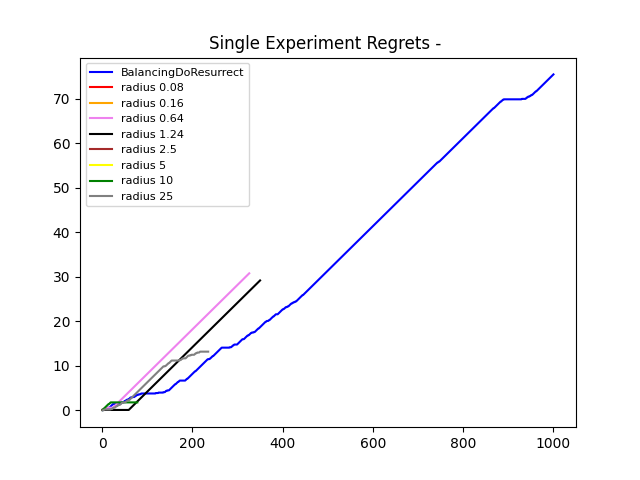 Single Experiment Regrets -
BalancingDoResurrect
radius 0.08
radius 0.16
radius 0.64
radius 1.24
radius 2.5
radius 5
radius 10
radius 25
70
60
50
40
30
20
10
0
0 200 400 600 800 1000